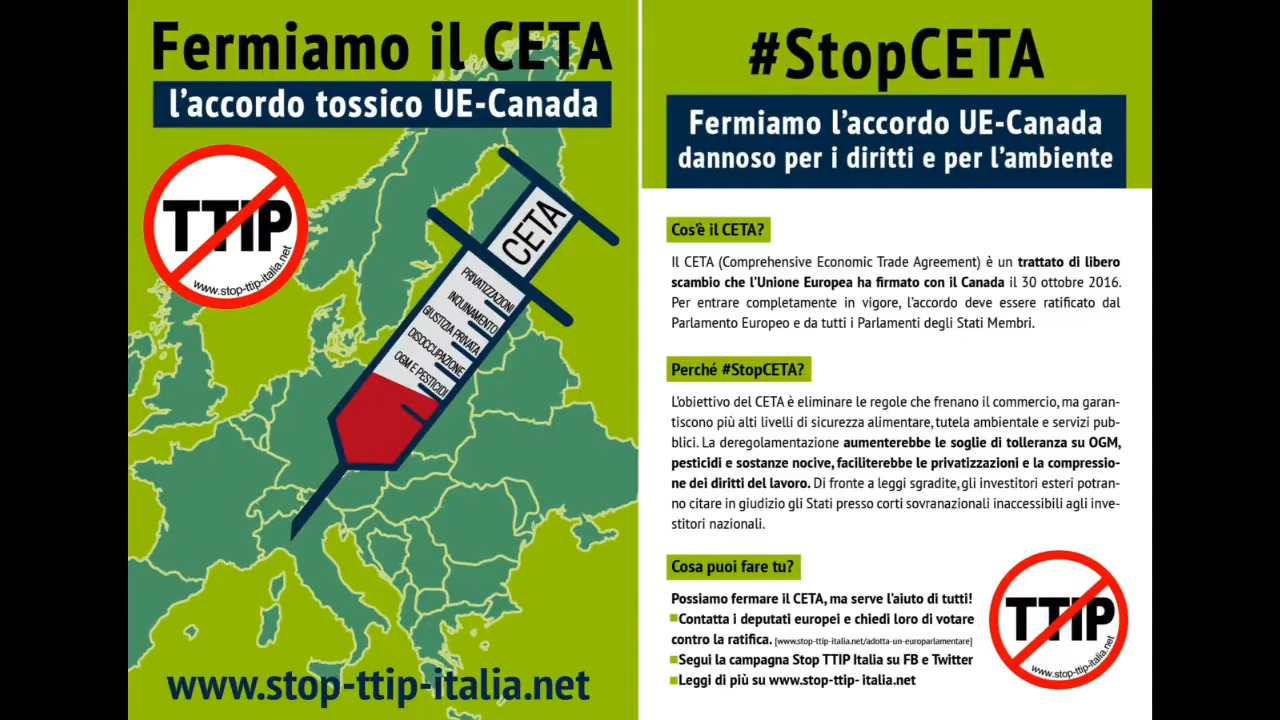 Fermiamo il CETA
l'accordo tossico UE-Canada
TTIP
www.stop-ttip-italia.net
CETA
PRIVATIZZAZIONI
INQUINAMENTO
GIUSTIZIA PRIVATA
DISOCCUPAZIONE
OGM E PESTICIDI
www.stop-ttip-italia.net
#StopCETA
Fermiamo l'accordo UE-Canada
dannoso per i diritti e per l'ambiente
Cos'è il CETA?
Il CETA (Comprehensive Economic Trade Agreement) è un trattato di libero
scambio che l'Unione Europea ha firmato con il Canada il 30 ottobre 2016.
Per entrare completamente in vigore, l'accordo deve essere ratificato dal
Parlamento Europeo e da tutti i Parlamenti degli Stati Membri.
Perché #StopCETA?
L'obiettivo del CETA è eliminare le regole che frenano il commercio, ma garan-
tiscono più alti livelli di sicurezza alimentare, tutela ambientale e servizi pub-
blici. La deregolamentazione aumenterebbe le soglie di tolleranza su OGM,
pesticidi e sostanze nocive, faciliterebbe le privatizzazioni e la compressio-
ne dei diritti del lavoro. Di fronte a leggi sgradite, gli investitori esteri potran-
no citare in giudizio gli Stati presso corti sovranazionali inaccessibili agli inve-
stitori nazionali.
Cosa puoi fare tu?
Possiamo fermare il CETA, ma serve l'aiuto di tutti!
Contatta i deputati europei e chiedi loro di votare
contro la ratifica. [www.stop-ttip-italia.net/adotta-un-europarlamentare]
Segui la campagna Stop TTIP Italia su FB e Twitter
Leggi di più su www.stop-ttip- italia.net
TTIP
www.stop-ttip-italia.net